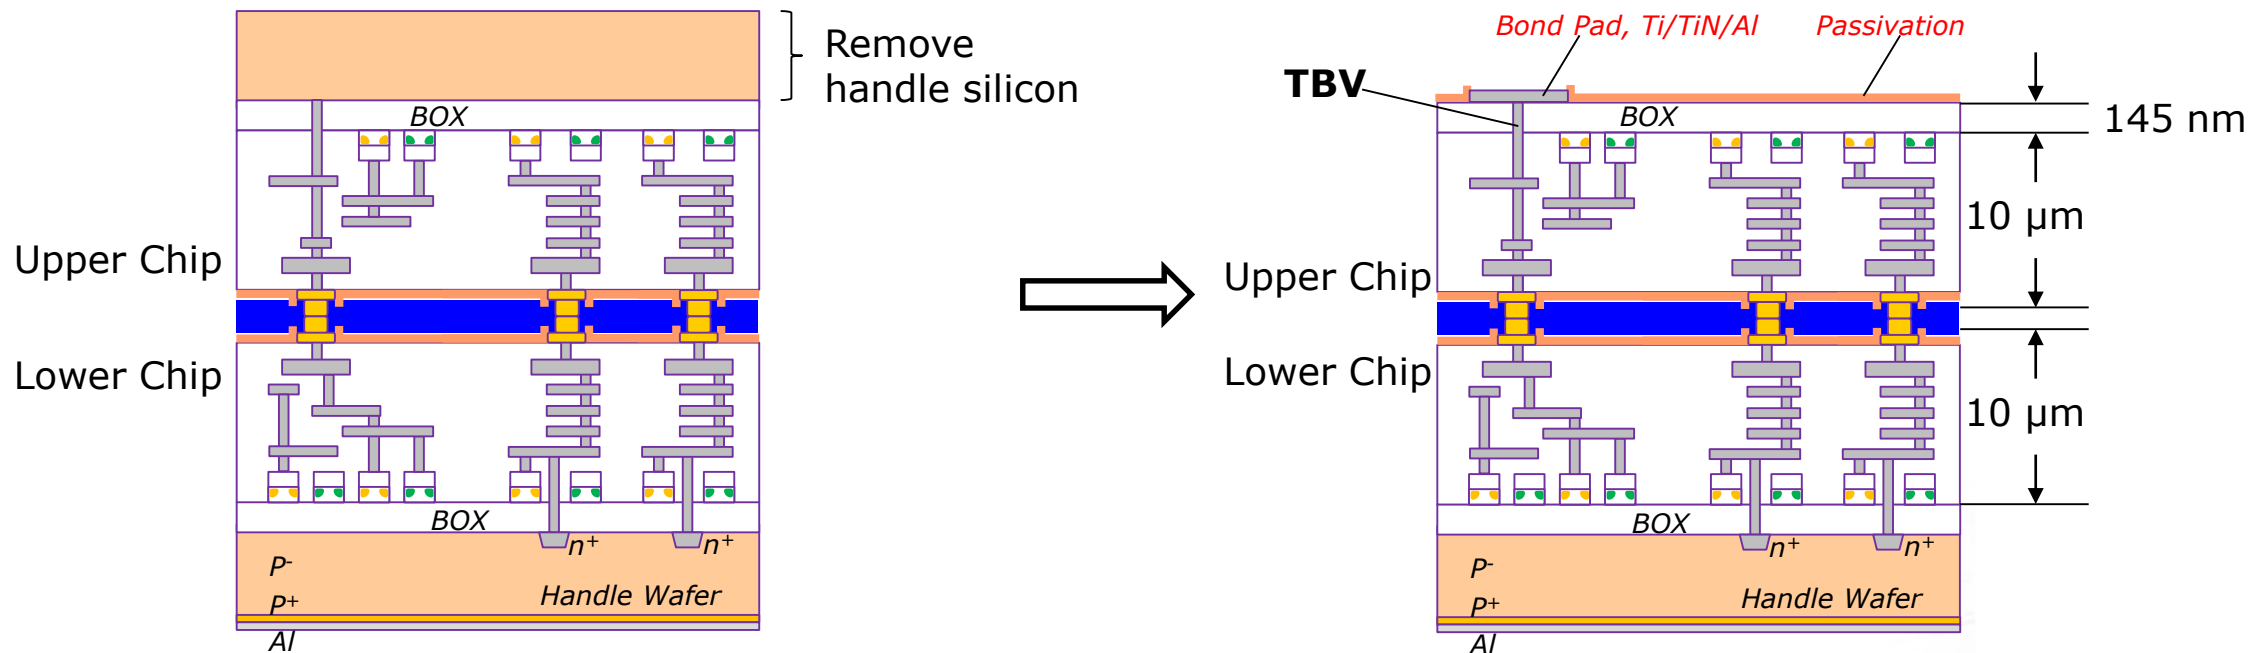 Remove
handle silicon
BOX
Upper Chip
Lower Chip
BOX
n+
n+
P-
P+
Handle Wafer
Al
Bond Pad, Ti/TiN/Al
Passivation
TBV
BOX
145 nm
10 µm
Upper Chip
Lower Chip
10 µm
BOX
n+
n+
P-
P+
Handle Wafer
Al